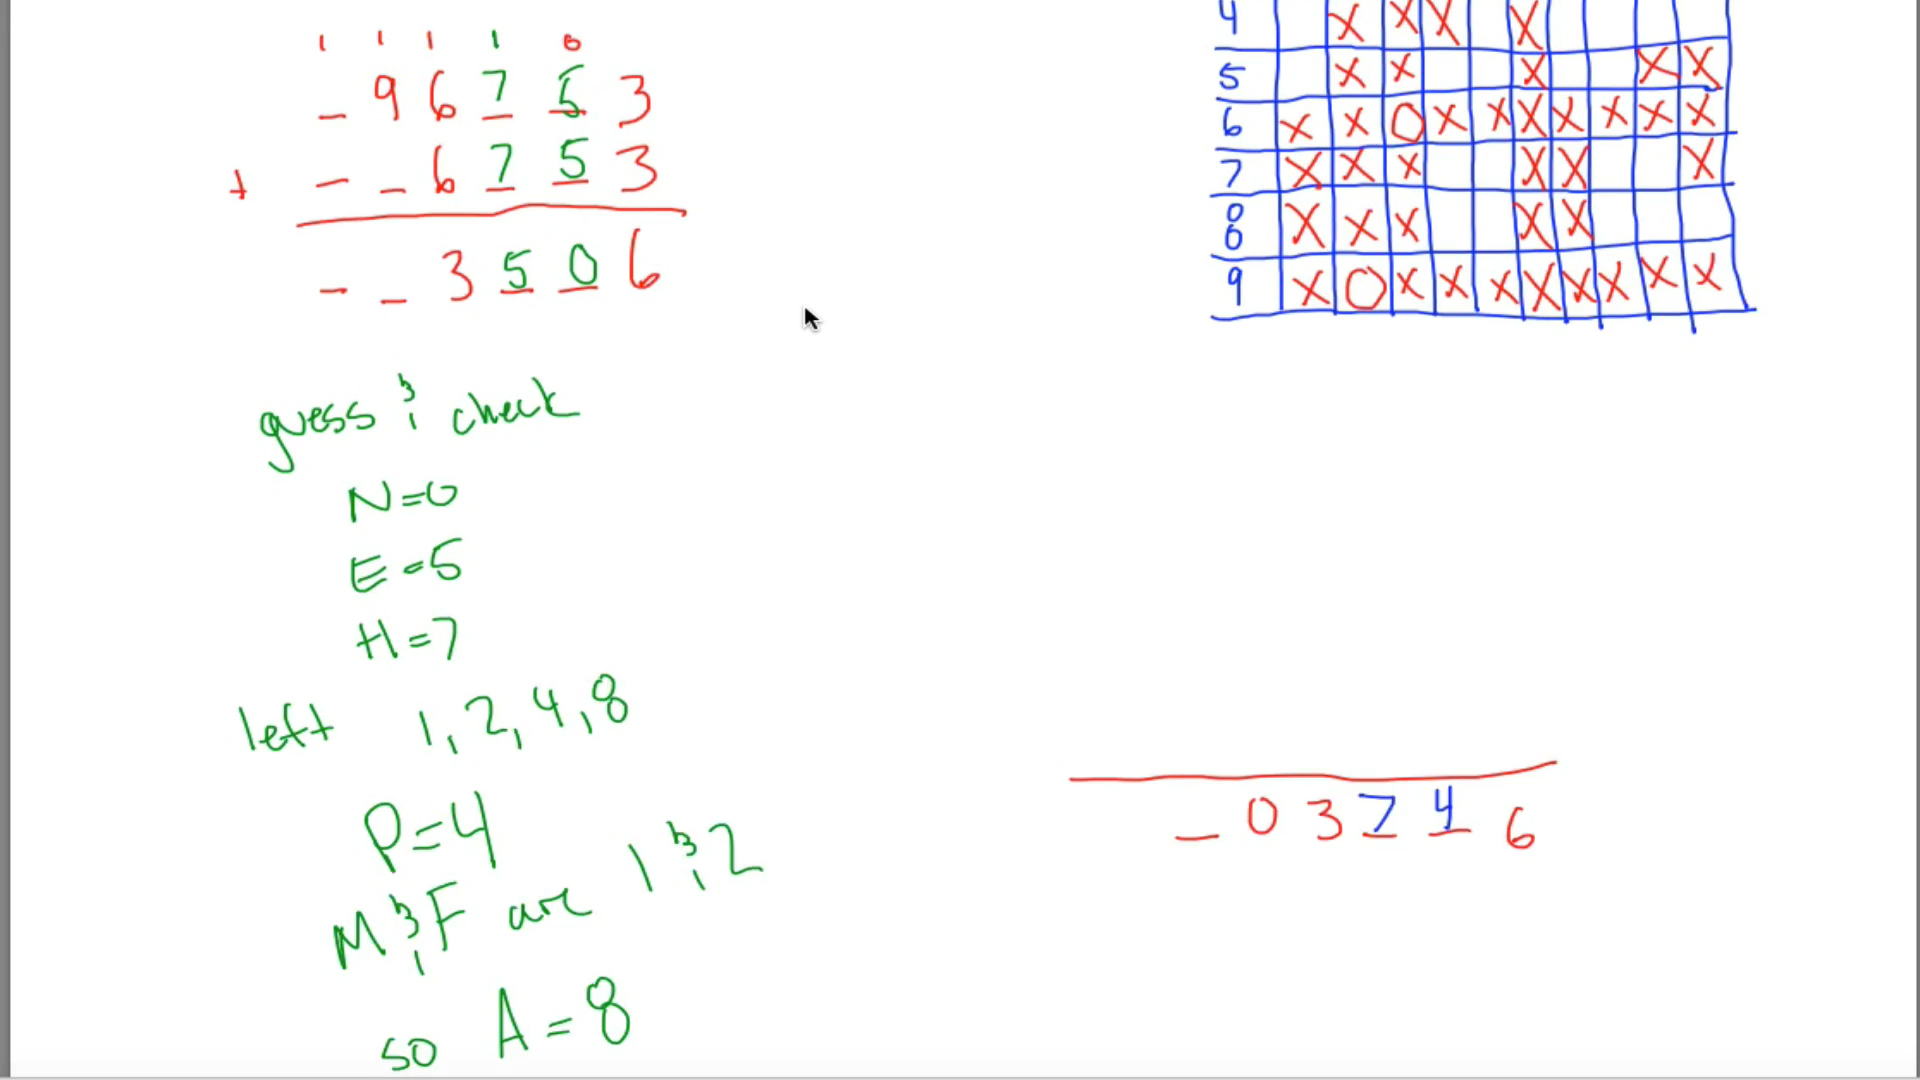 1 1 1 1 0
_ 9 6 7 5 3
+ _ _ 6 7 5 3
_ _ 3 5 0 6
guess & check
N=0
E=5
H=7
left 1, 2, 4, 8
P=4
M & F are 1 & 2
so A=8
4 X X X X
5 X X X X X
6 X X O X X X X X X X
7 X X X X X X
8 X X X X X
9 X O X X X X X X X X
_ 0 3 7 4 6